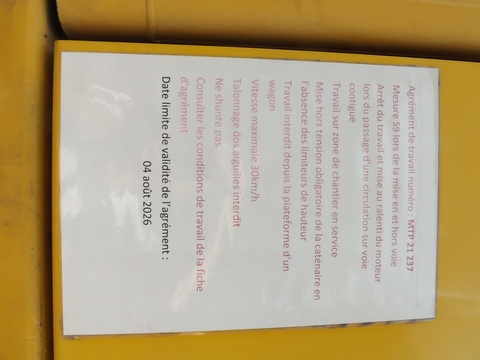 Agrément de travail numéro : MTP 21 237
Mesure S9 lors de la mise en et hors voie
Arrêt du travail et mise au ralenti du moteur
lors du passage d'une circulation sur voie
contiguë
Travail sur zone de chantier en service
Mise hors tension obligatoire de la caténaire en
l'absence des limiteurs de hauteur
Travail interdit depuis la plateforme d'un
wagon
Vitesse maximale 30km/h
Talonnage dos aiguilles interdit
Ne shunte pas
Consulter les conditions de travail de la fiche
d'agrément
Date limite de validité de l'agrément :
04 août 2026